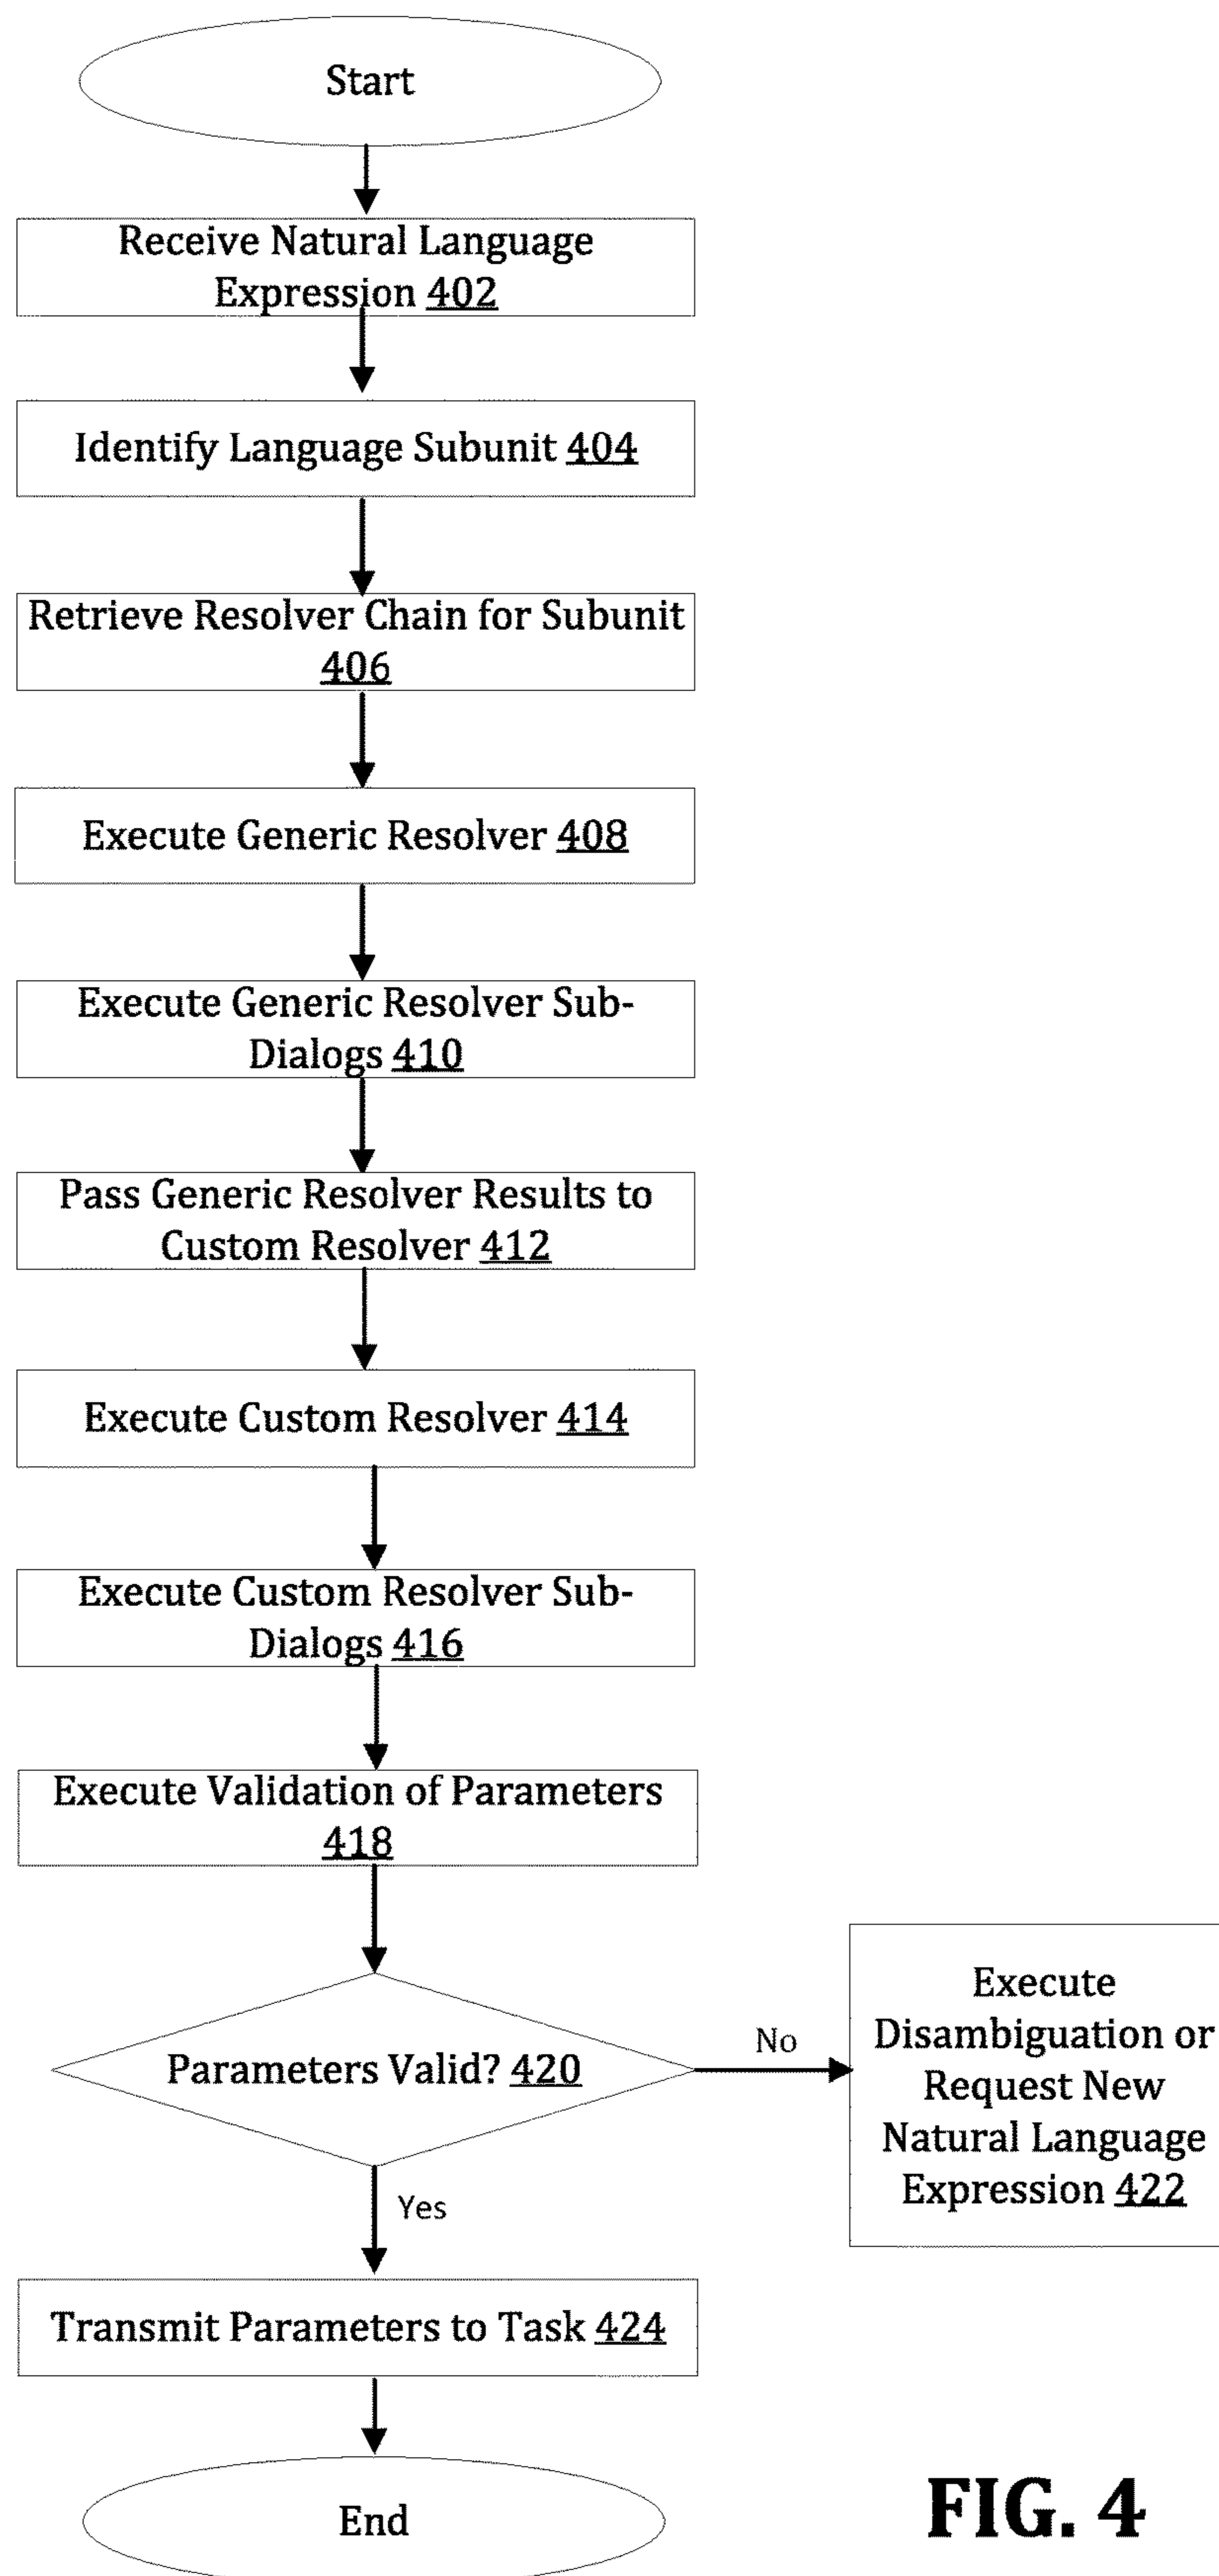 Start
Receive Natural Language
Expression 402
Identify Language Subunit 404
Retrieve Resolver Chain for Subunit
406
Execute Generic Resolver 408
Execute Generic Resolver Sub-
Dialogs 410
Pass Generic Resolver Results to
Custom Resolver 412
Execute Custom Resolver 414
Execute Custom Resolver Sub-
Dialogs 416
Execute Validation of Parameters
418
Parameters Valid? 420
No
Execute
Disambiguation or
Request New
Natural Language
Expression 422
Yes
Transmit Parameters to Task 424
End
FIG. 4